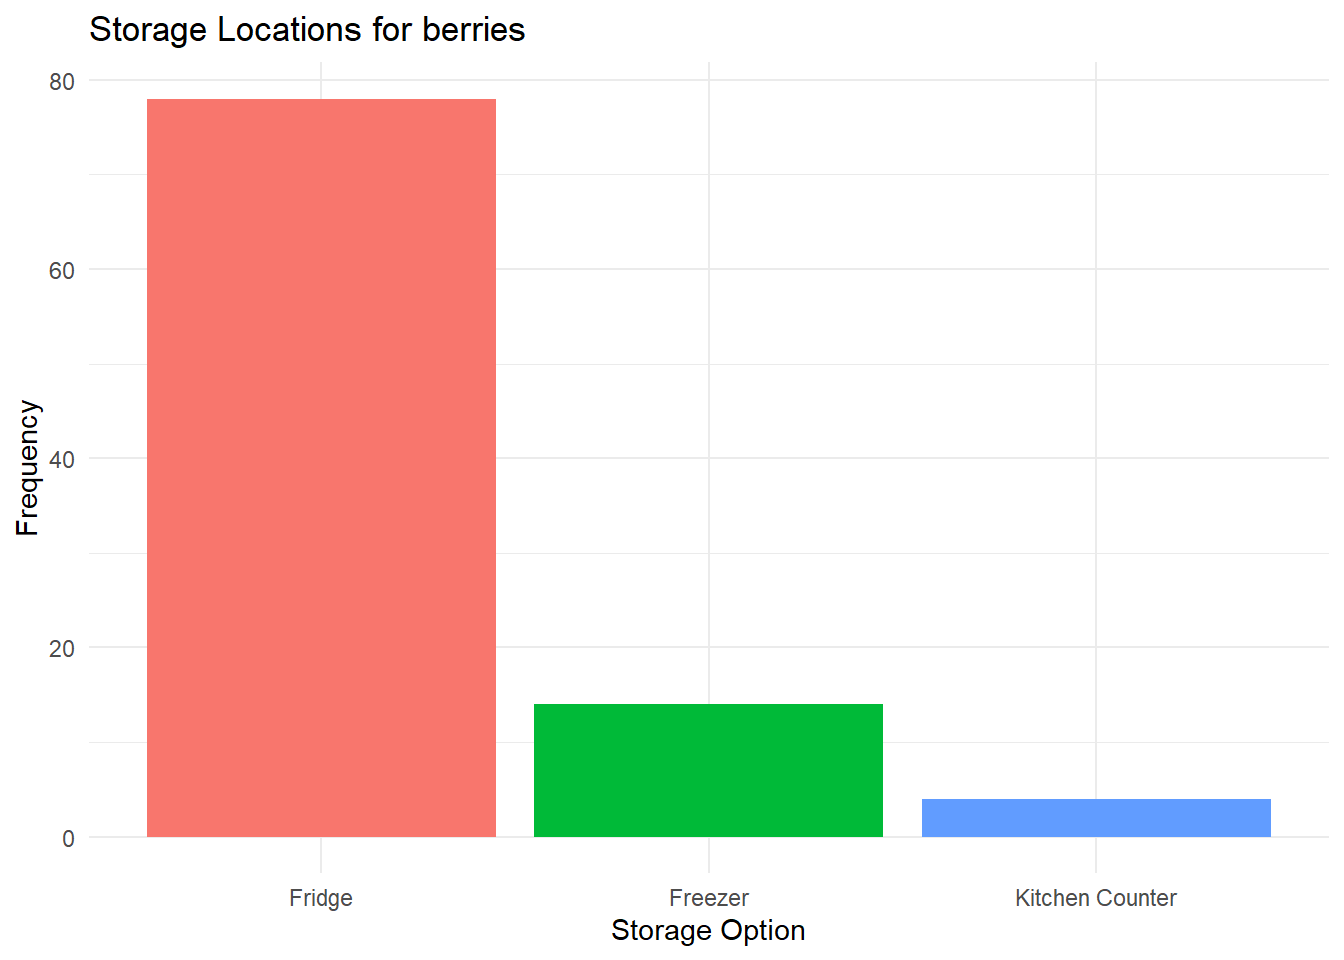 Storage Locations for berries
80
60
40
20
0
Frequency
Fridge
Freezer
Kitchen Counter
Storage Option